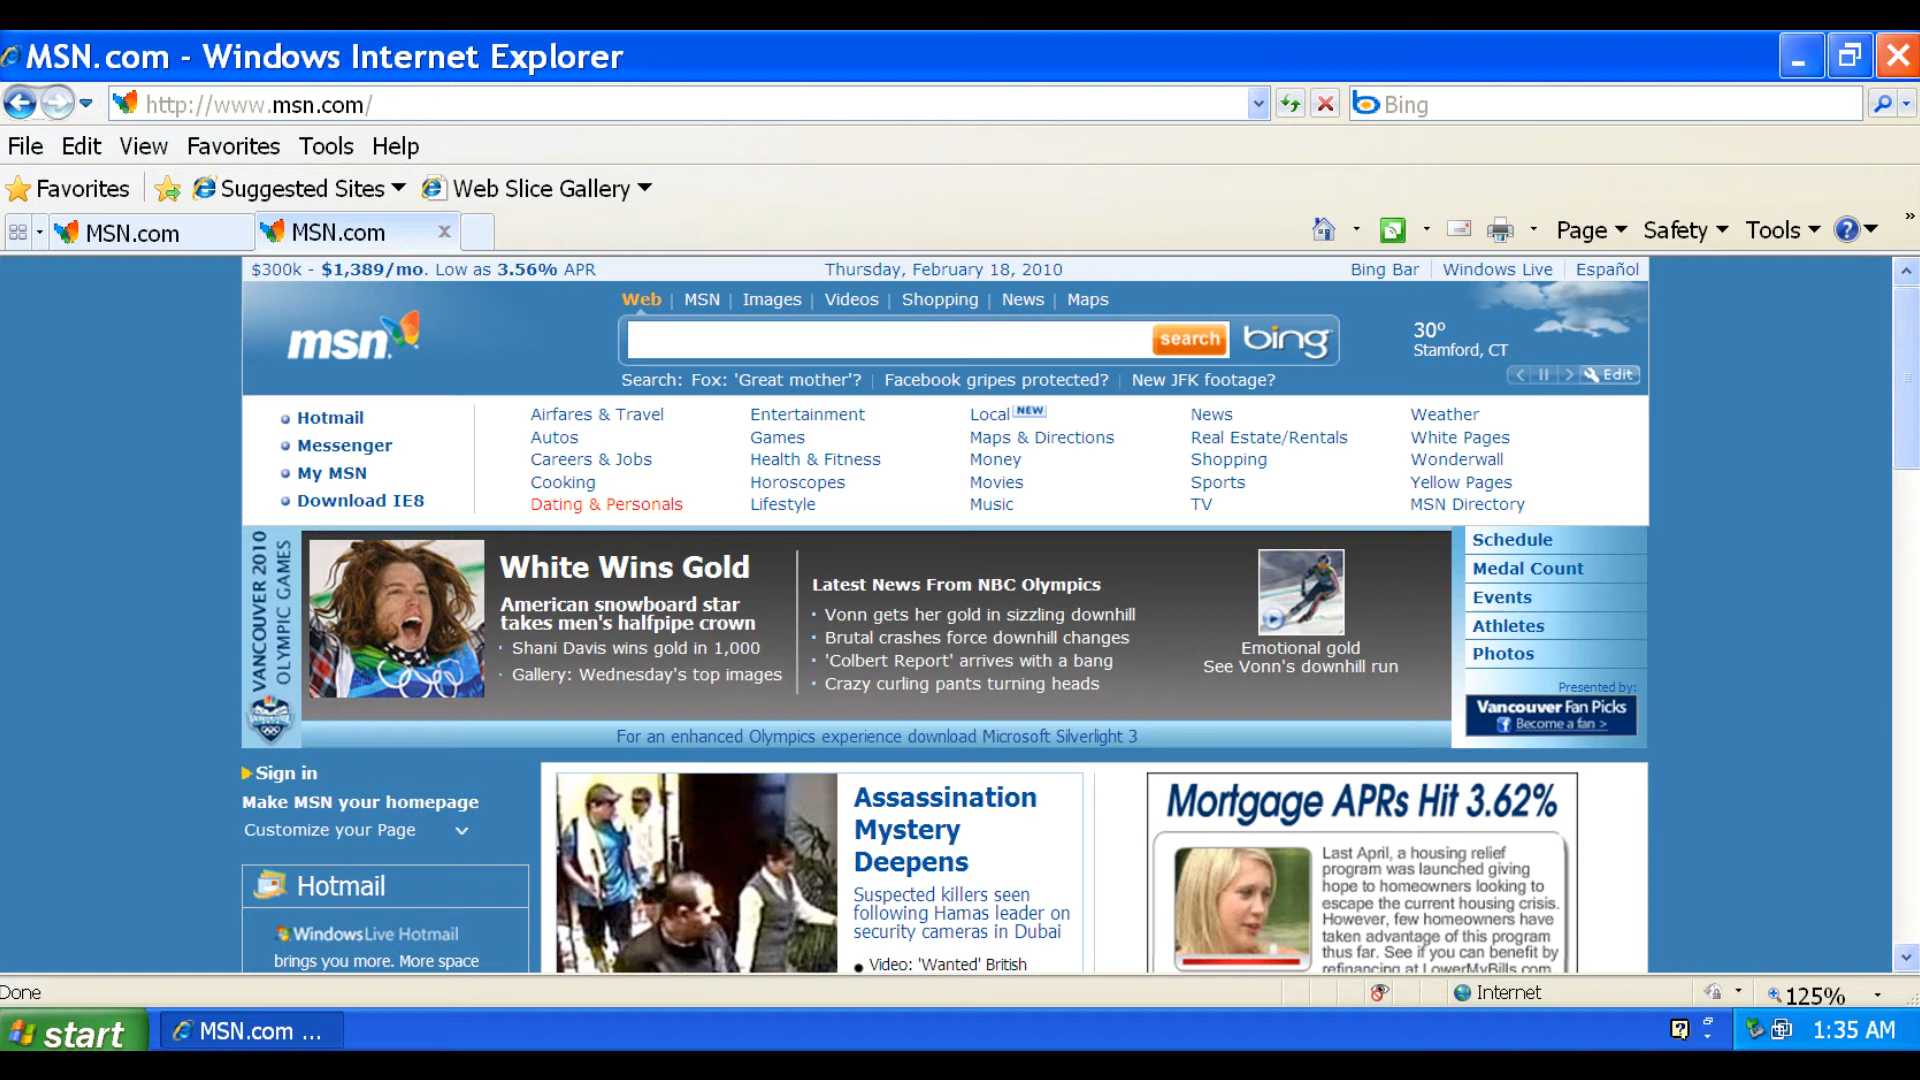 MSN.com - Windows Internet Explorer
http://www.msn.com/
Bing
File Edit View Favorites Tools Help
Favorites Suggested Sites Web Slice Gallery
MSN.com MSN.com Page Safety Tools
$300k - $1,389/mo. Low as 3.56% APR Thursday, February 18, 2010 Bing Bar Windows Live Español
Web MSN Images Videos Shopping News Maps
msn search bing
30º
Stamford, CT
Edit
Search: Fox: 'Great mother'? Facebook gripes protected? New JFK footage?
Hotmail
Messenger
My MSN
Download IE8
Airfares & Travel Entertainment Local NEW News Weather
Autos Games Maps & Directions Real Estate/Rentals White Pages
Careers & Jobs Health & Fitness Money Shopping Wonderwall
Cooking Horoscopes Movies Sports Yellow Pages
Dating & Personals Lifestyle Music TV MSN Directory
VANCOUVER 2010
OLYMPIC GAMES
White Wins Gold
American snowboard star
takes men's halfpipe crown
Shani Davis wins gold in 1,000
Gallery: Wednesday's top images
Latest News From NBC Olympics
Vonn gets her gold in sizzling downhill
Brutal crashes force downhill changes
'Colbert Report' arrives with a bang
Crazy curling pants turning heads
Emotional gold
See Vonn's downhill run
Schedule
Medal Count
Events
Athletes
Photos
Presented by:
Vancouver Fan Picks
Become a fan >
For an enhanced Olympics experience download Microsoft Silverlight 3
Sign in
Make MSN your homepage
Customize your Page
Hotmail
WindowsLive Hotmail
brings you more. More space
Assassination
Mystery
Deepens
Suspected killers seen
following Hamas leader on
security cameras in Dubai
Video: 'Wanted' British
Mortgage APRs Hit 3.62%
Last April, a housing relief
program was launched giving
hope to homeowners looking to
escape the current housing crisis.
However, few homeowners have
taken advantage of this program
thus far. See if you can benefit by
refinancing at LowerMyBills.com
Done Internet 125%
start MSN.com ... 1:35 AM